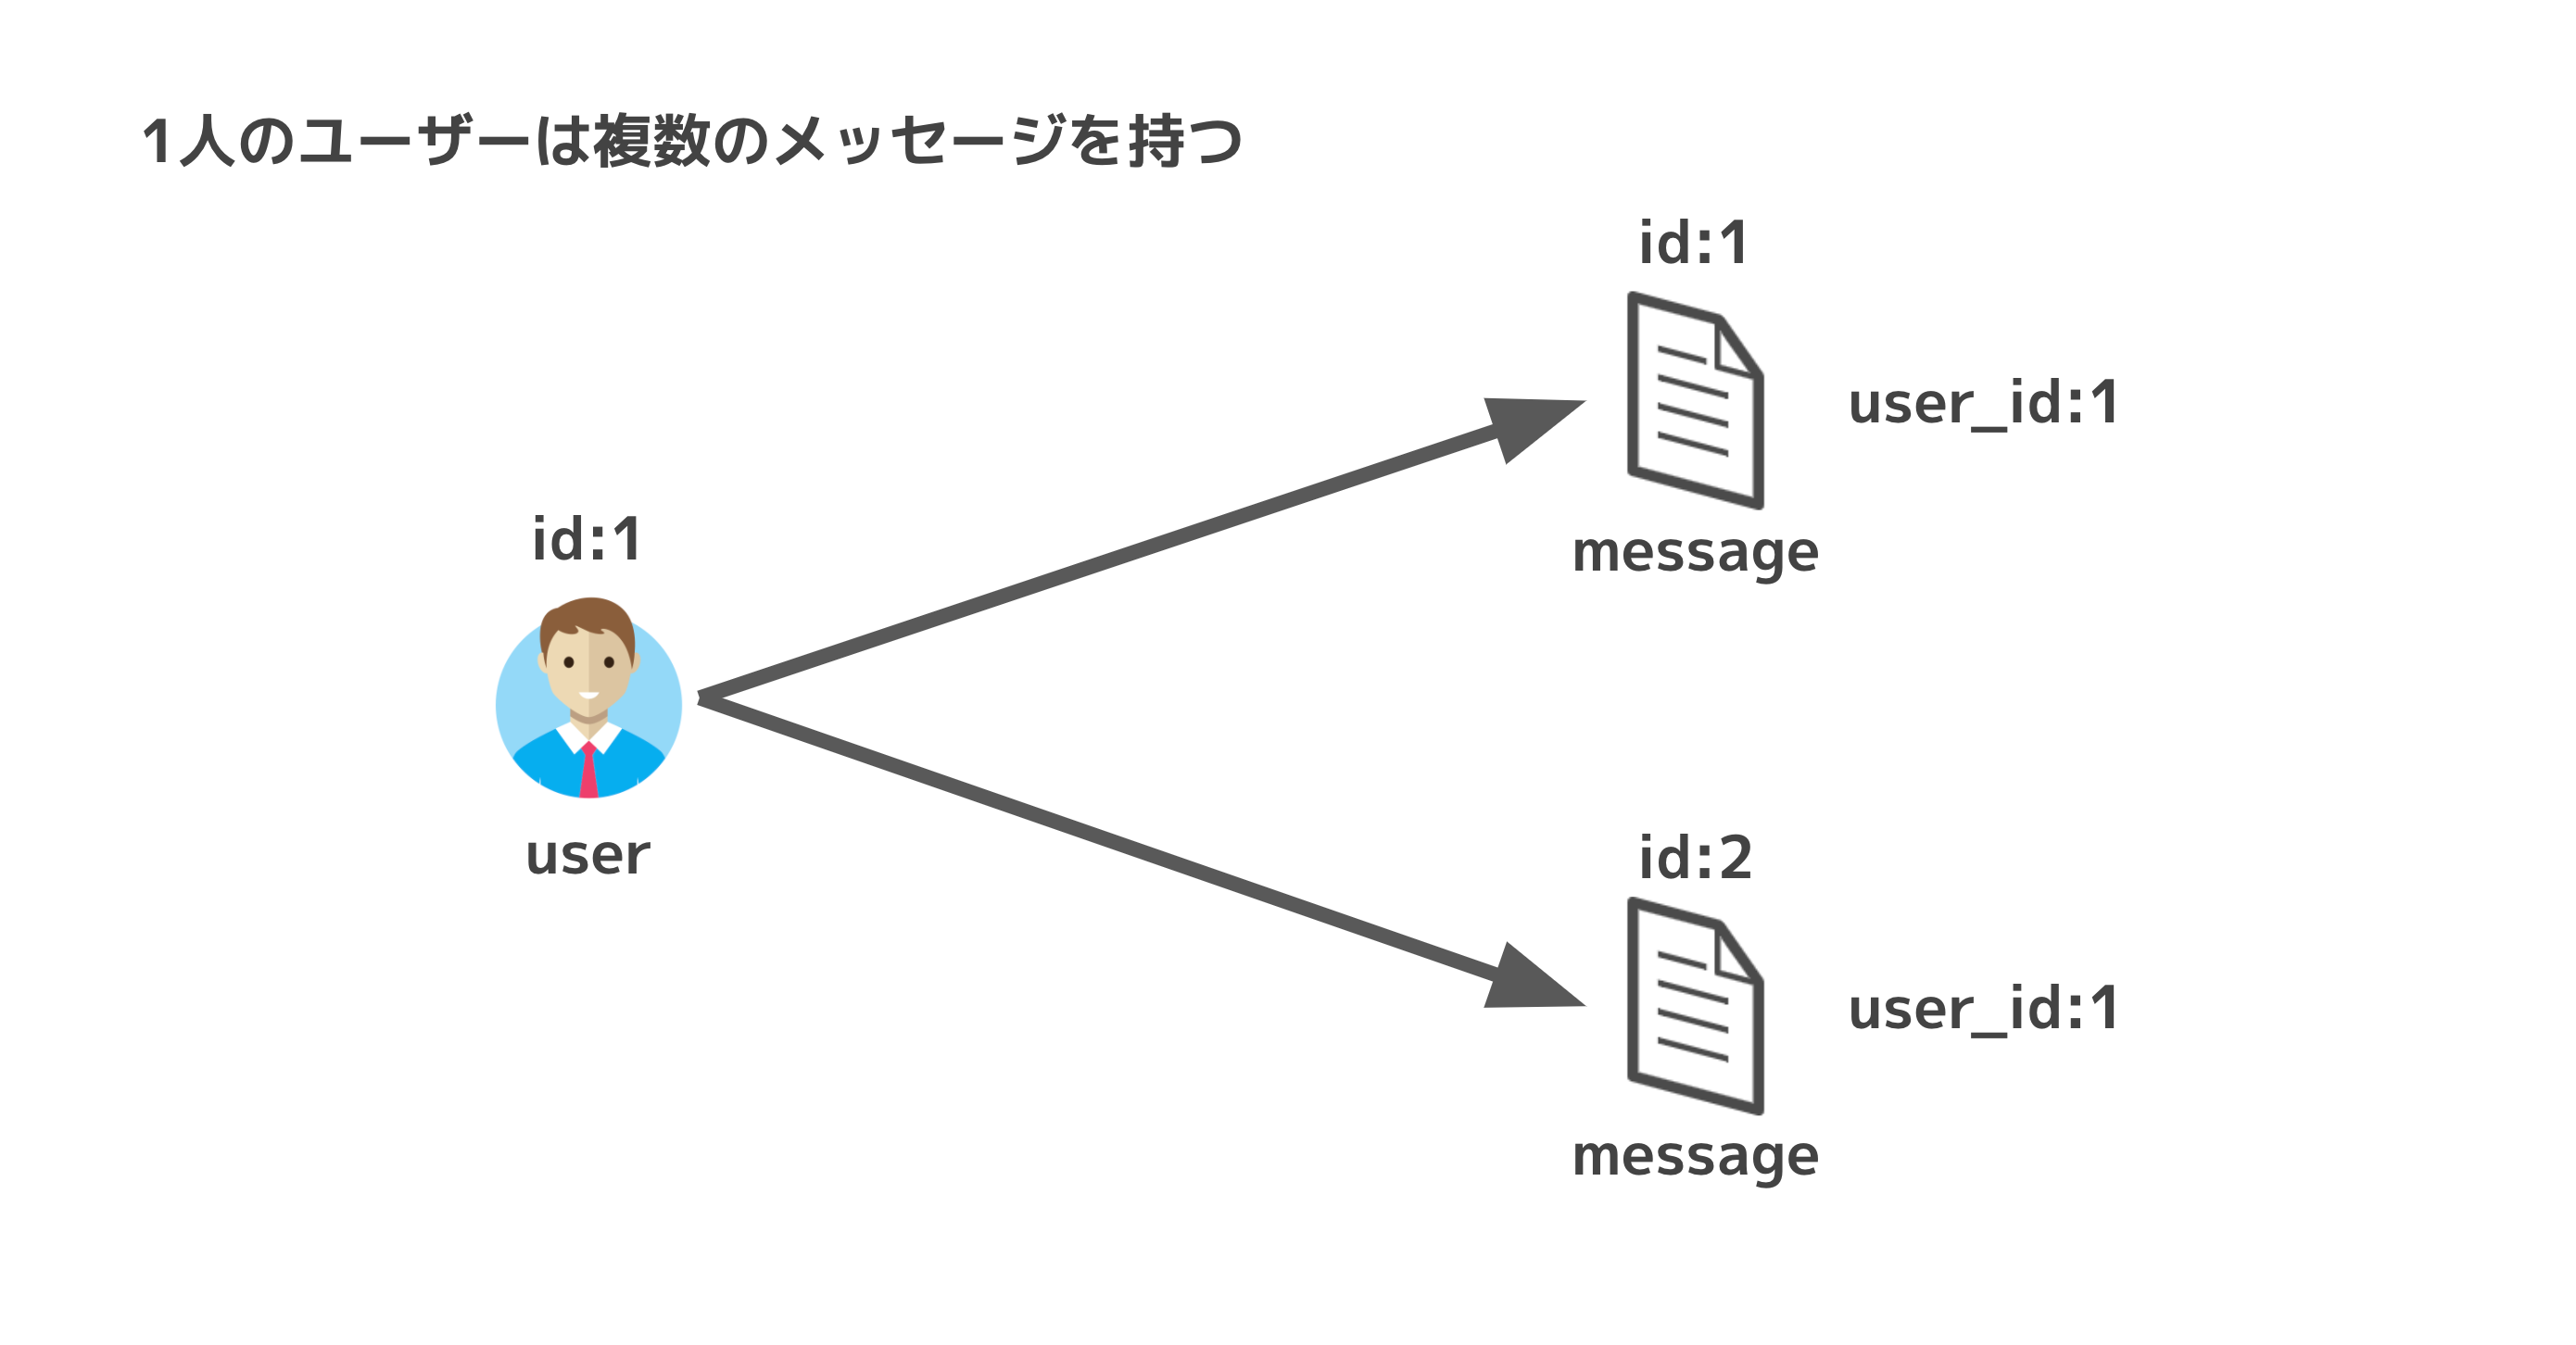 1人のユーザーは複数のメッセージを持つ
id:1
user
id:1
message
user_id:1
id:2
message
user_id:1